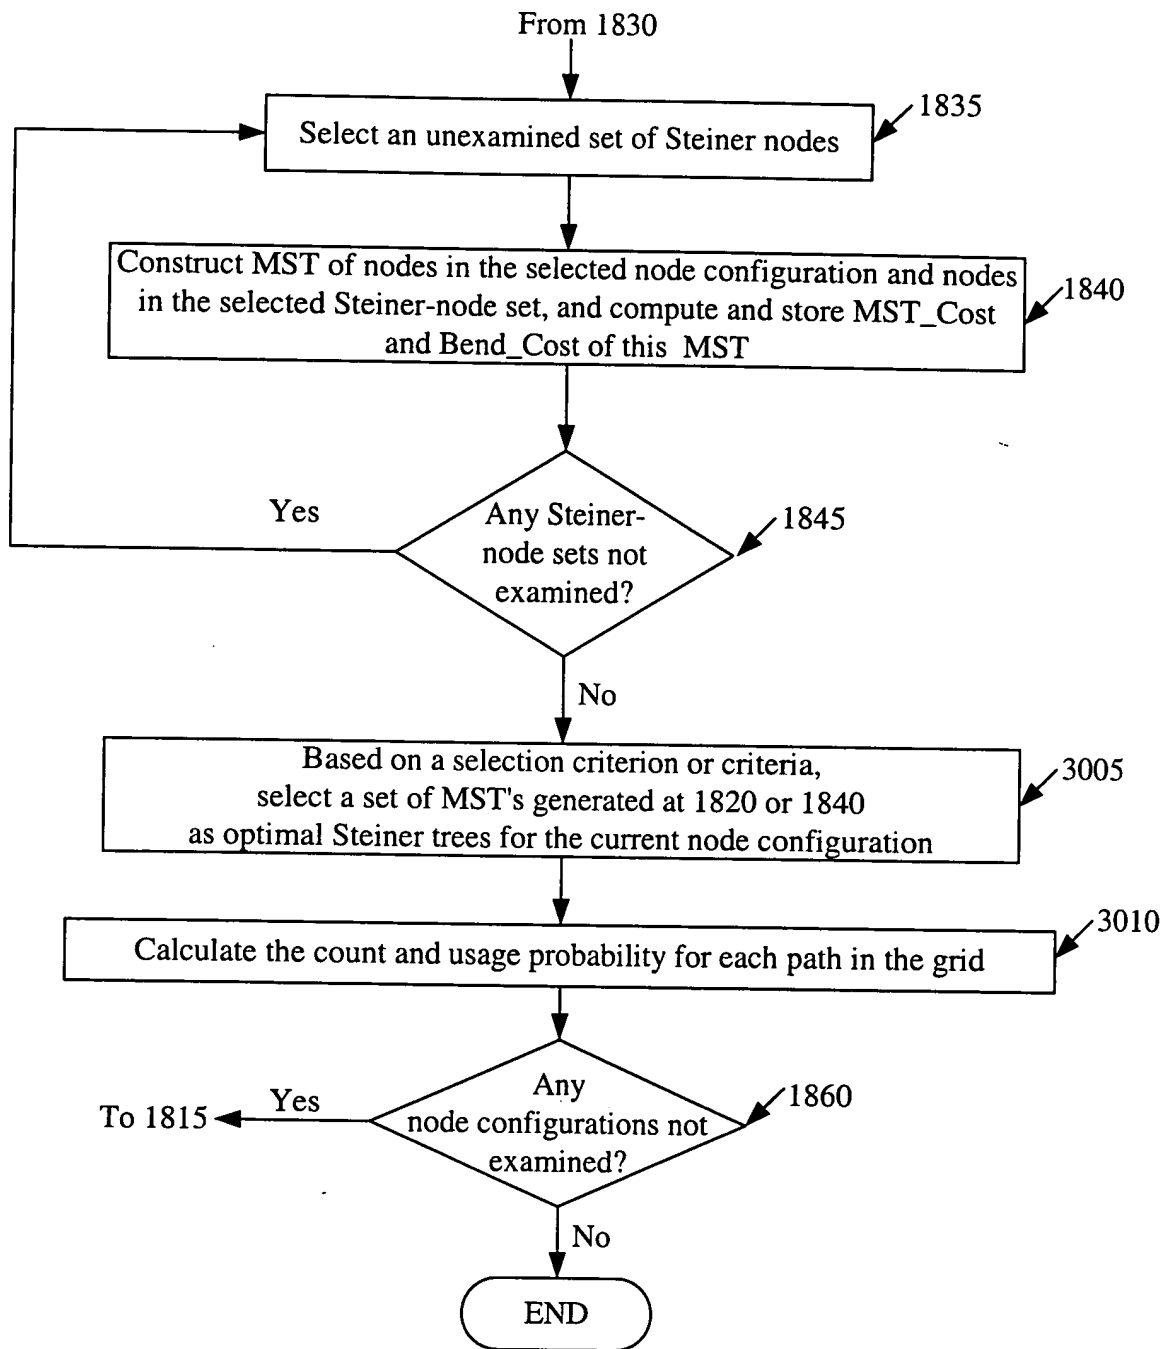 From 1830
1835
Select an unexamined set of Steiner nodes
Construct MST of nodes in the selected node configuration and nodes
in the selected Steiner-node set, and compute and store MST_Cost
and Bend_Cost of this MST
1840
Yes
Any Steiner-
node sets not
examined?
1845
No
Based on a selection criterion or criteria,
select a set of MST's generated at 1820 or 1840
as optimal Steiner trees for the current node configuration
3005
Calculate the count and usage probability for each path in the grid
3010
To 1815
Yes
Any
node configurations not
examined?
1860
No
END